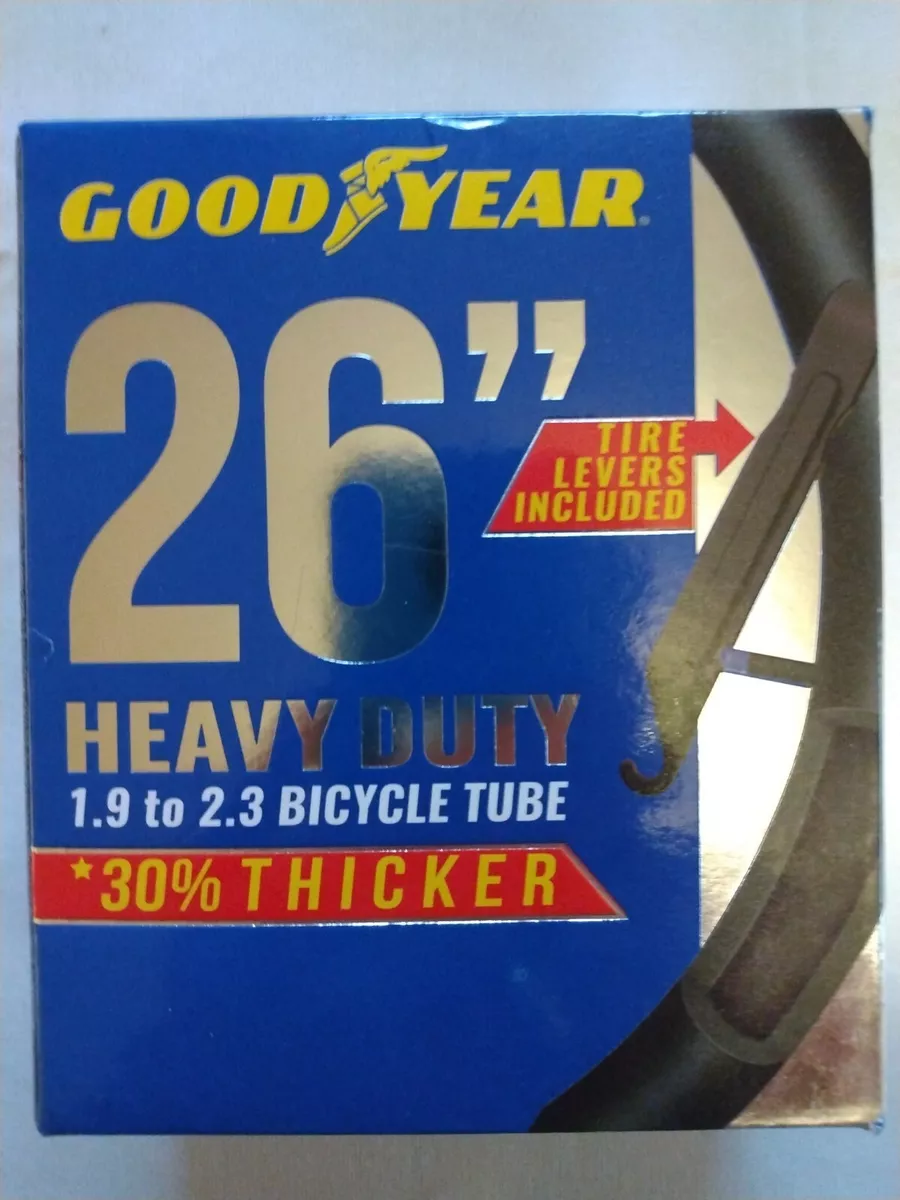 GOODYEAR
26”
TIRE
LEVERS
INCLUDED
HEAVY DUTY
1.9 to 2.3 BICYCLE TUBE
*30% THICKER